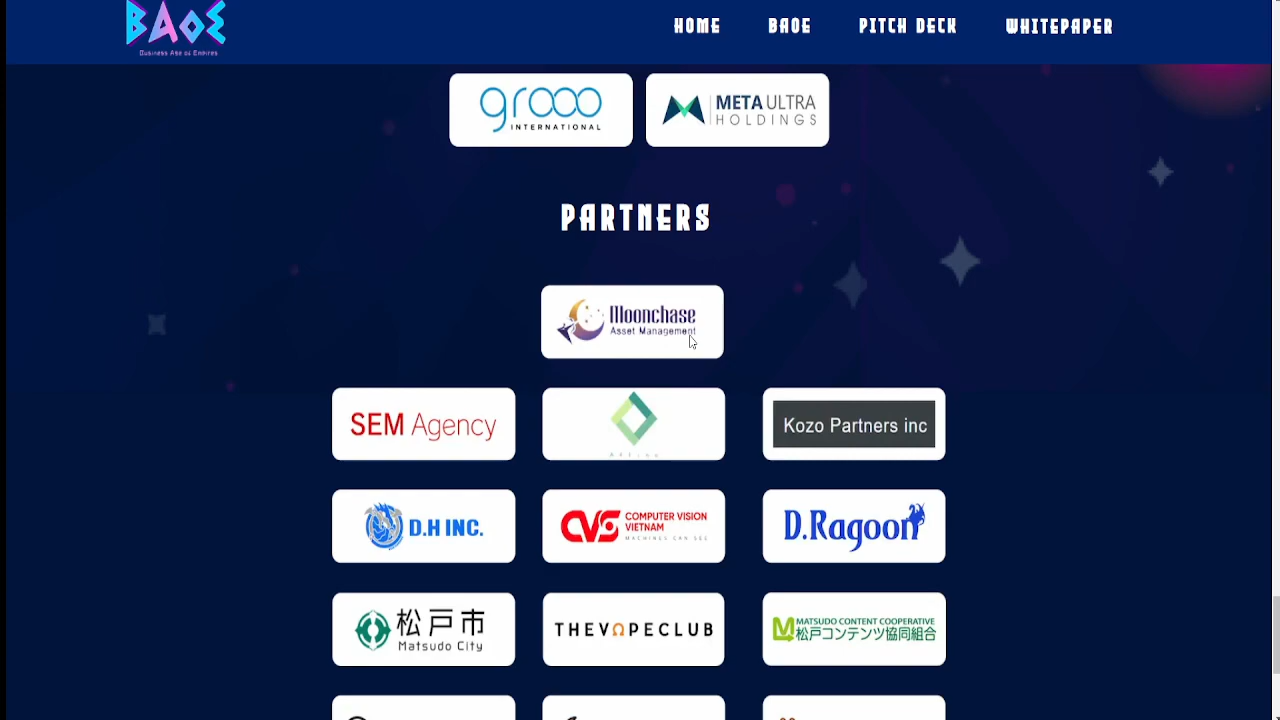 BAOE
Business Age of Empires
HOME
BAOE
PITCH DECK
WHITEPAPER
grooo
INTERNATIONAL
META ULTRA
HOLDINGS
PARTNERS
Moonchase
Asset Management
SEM Agency
Kozo Partners inc
D.H INC.
CVS
COMPUTER VISION
VIETNAM
MACHINES CAN SEE
D.Ragoon
松戸市
Matsudo City
THEVAPECLUB
MATSUDO CONTENT COOPERATIVE
松戸コンテンツ協同組合